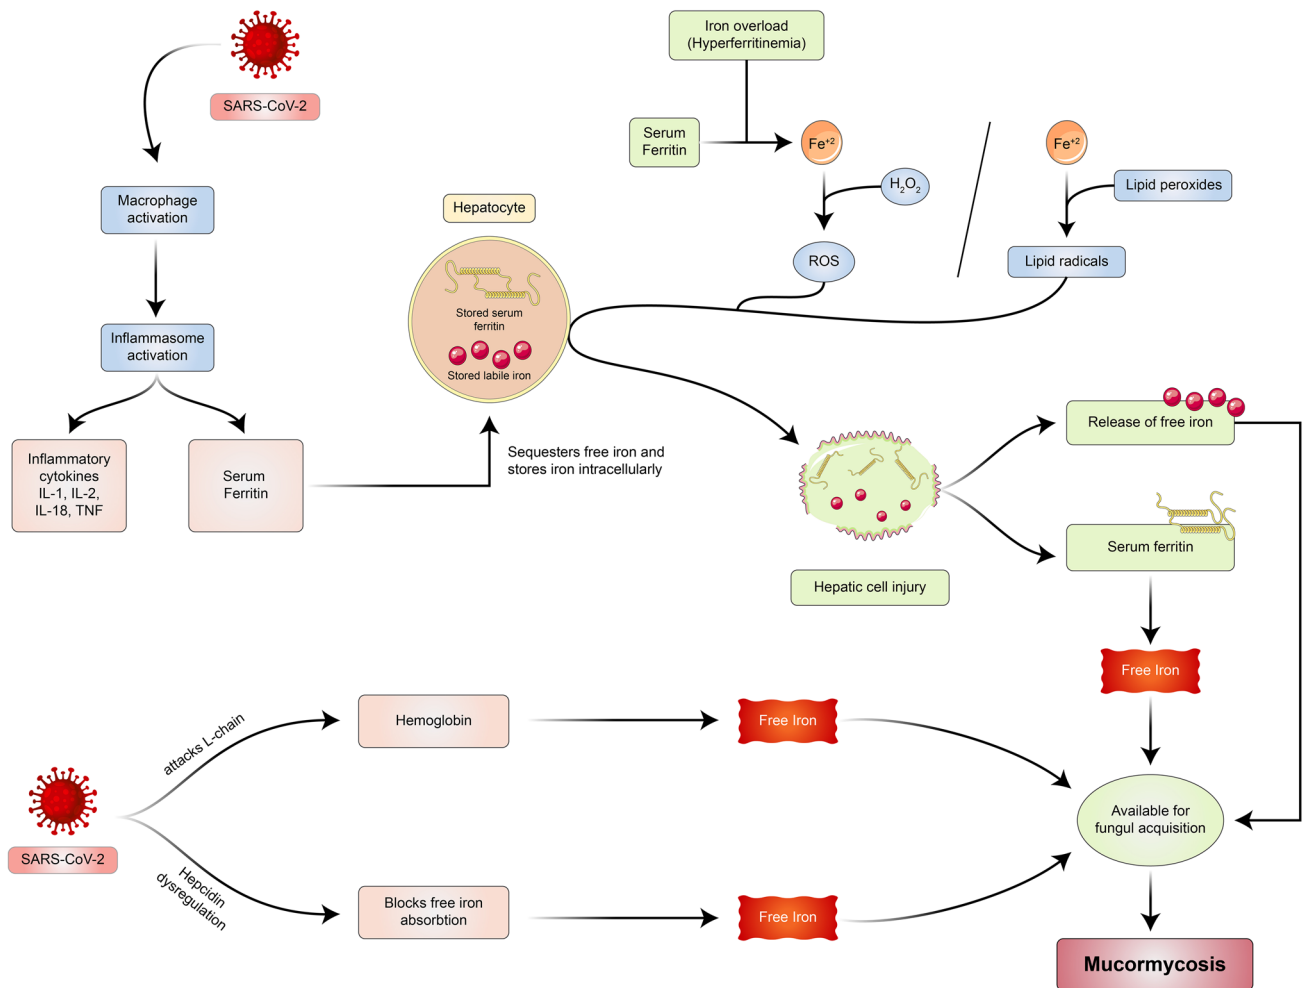 SARS-CoV-2
Macrophage
activation
Inflammasome
activation
Inflammatory
cytokines
IL-1, IL-2,
IL-18, TNF
Serum
Ferritin
Hepatocyte
Stored serum
ferritin
Stored labile iron
Sequesters free iron and
stores iron intracellularly
Iron overload
(Hyperferritinemia)
Serum
Ferritin
Fe⁺²
H₂O₂
ROS
Fe⁺²
Lipid peroxides
Lipid radicals
Hepatic cell injury
Release of free iron
Serum ferritin
Free Iron
SARS-CoV-2
attacks L-chain
Hemoglobin
Free Iron
Hepcidin
dysregulation
Blocks free iron
absorbtion
Free Iron
Available for
fungul acquisition
Mucormycosis